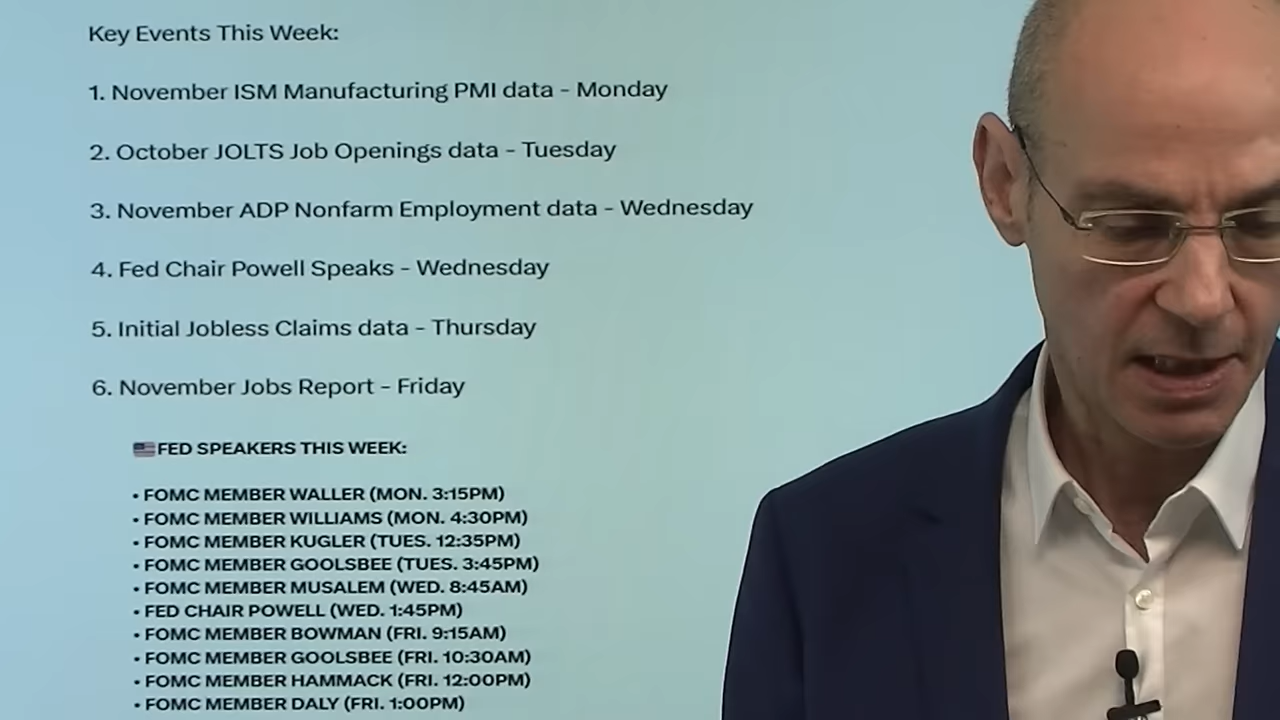 Key Events This Week:
1. November ISM Manufacturing PMI data - Monday
2. October JOLTS Job Openings data - Tuesday
3. November ADP Nonfarm Employment data - Wednesday
4. Fed Chair Powell Speaks - Wednesday
5. Initial Jobless Claims data - Thursday
6. November Jobs Report - Friday
🇺🇸FED SPEAKERS THIS WEEK:
• FOMC MEMBER WALLER (MON. 3:15PM)
• FOMC MEMBER WILLIAMS (MON. 4:30PM)
• FOMC MEMBER KUGLER (TUES. 12:35PM)
• FOMC MEMBER GOOLSBEE (TUES. 3:45PM)
• FOMC MEMBER MUSALEM (WED. 8:45AM)
• FED CHAIR POWELL (WED. 1:45PM)
• FOMC MEMBER BOWMAN (FRI. 9:15AM)
• FOMC MEMBER GOOLSBEE (FRI. 10:30AM)
• FOMC MEMBER HAMMACK (FRI. 12:00PM)
• FOMC MEMBER DALY (FRI. 1:00PM)